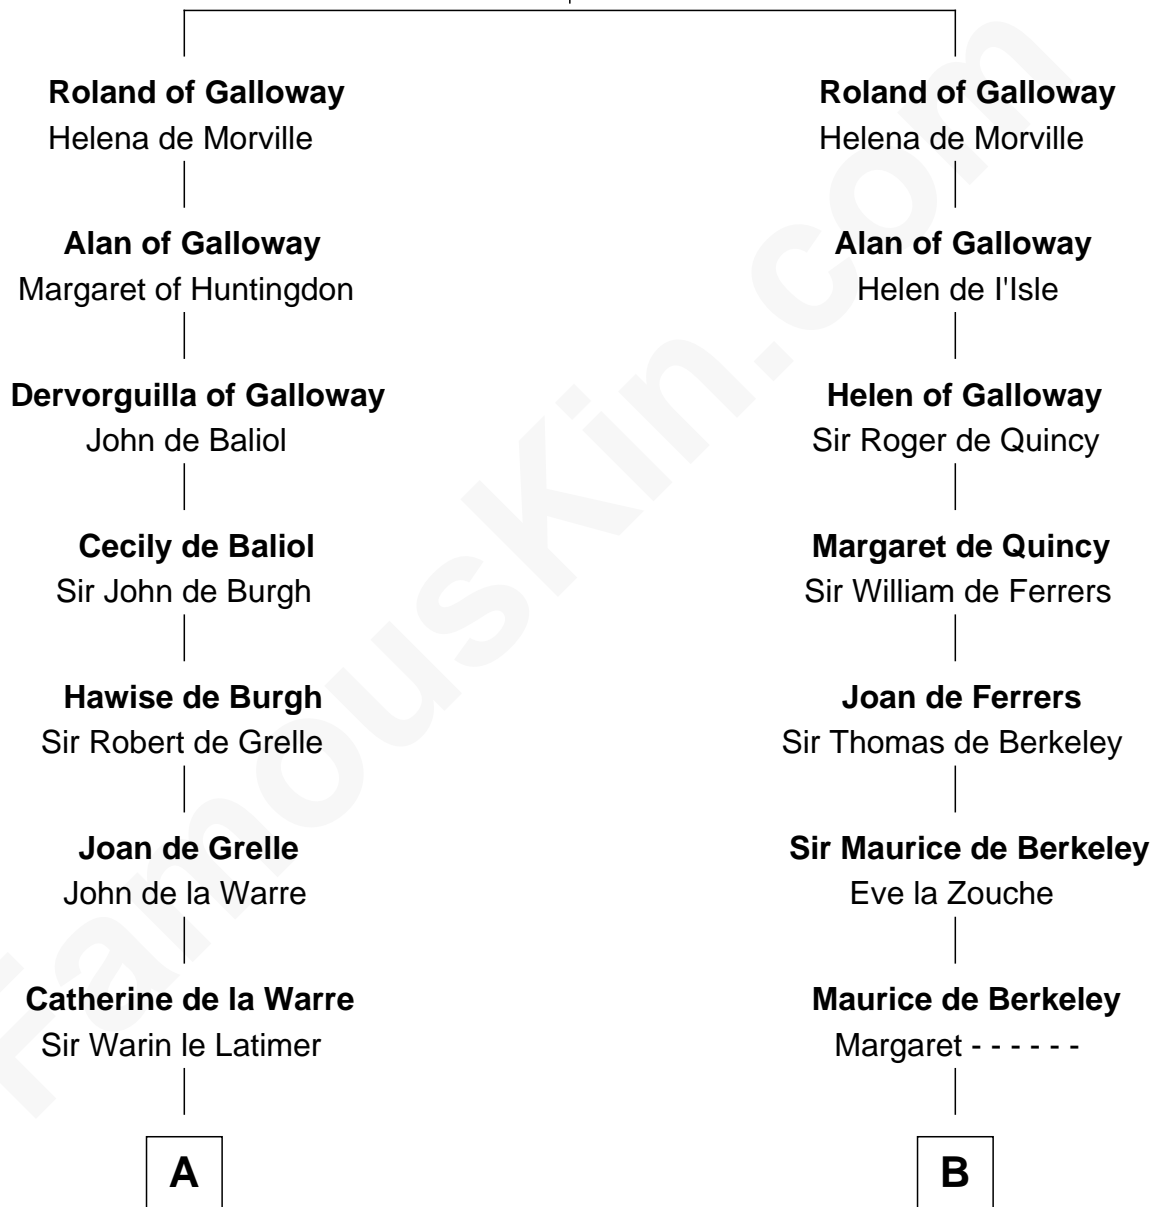 Roland of Galloway
Helena de Morville
Alan of Galloway
Margaret of Huntingdon
Dervorguilla of Galloway
John de Baliol
Cecily de Baliol
Sir John de Burgh
Hawise de Burgh
Sir Robert de Grelle
Joan de Grelle
John de la Warre
Catherine de la Warre
Sir Warin le Latimer
A
Roland of Galloway
Helena de Morville
Alan of Galloway
Helen de I'Isle
Helen of Galloway
Sir Roger de Quincy
Margaret de Quincy
Sir William de Ferrers
Joan de Ferrers
Sir Thomas de Berkeley
Sir Maurice de Berkeley
Eve la Zouche
Maurice de Berkeley
Margaret - - - - - -
B
FamousKin.com